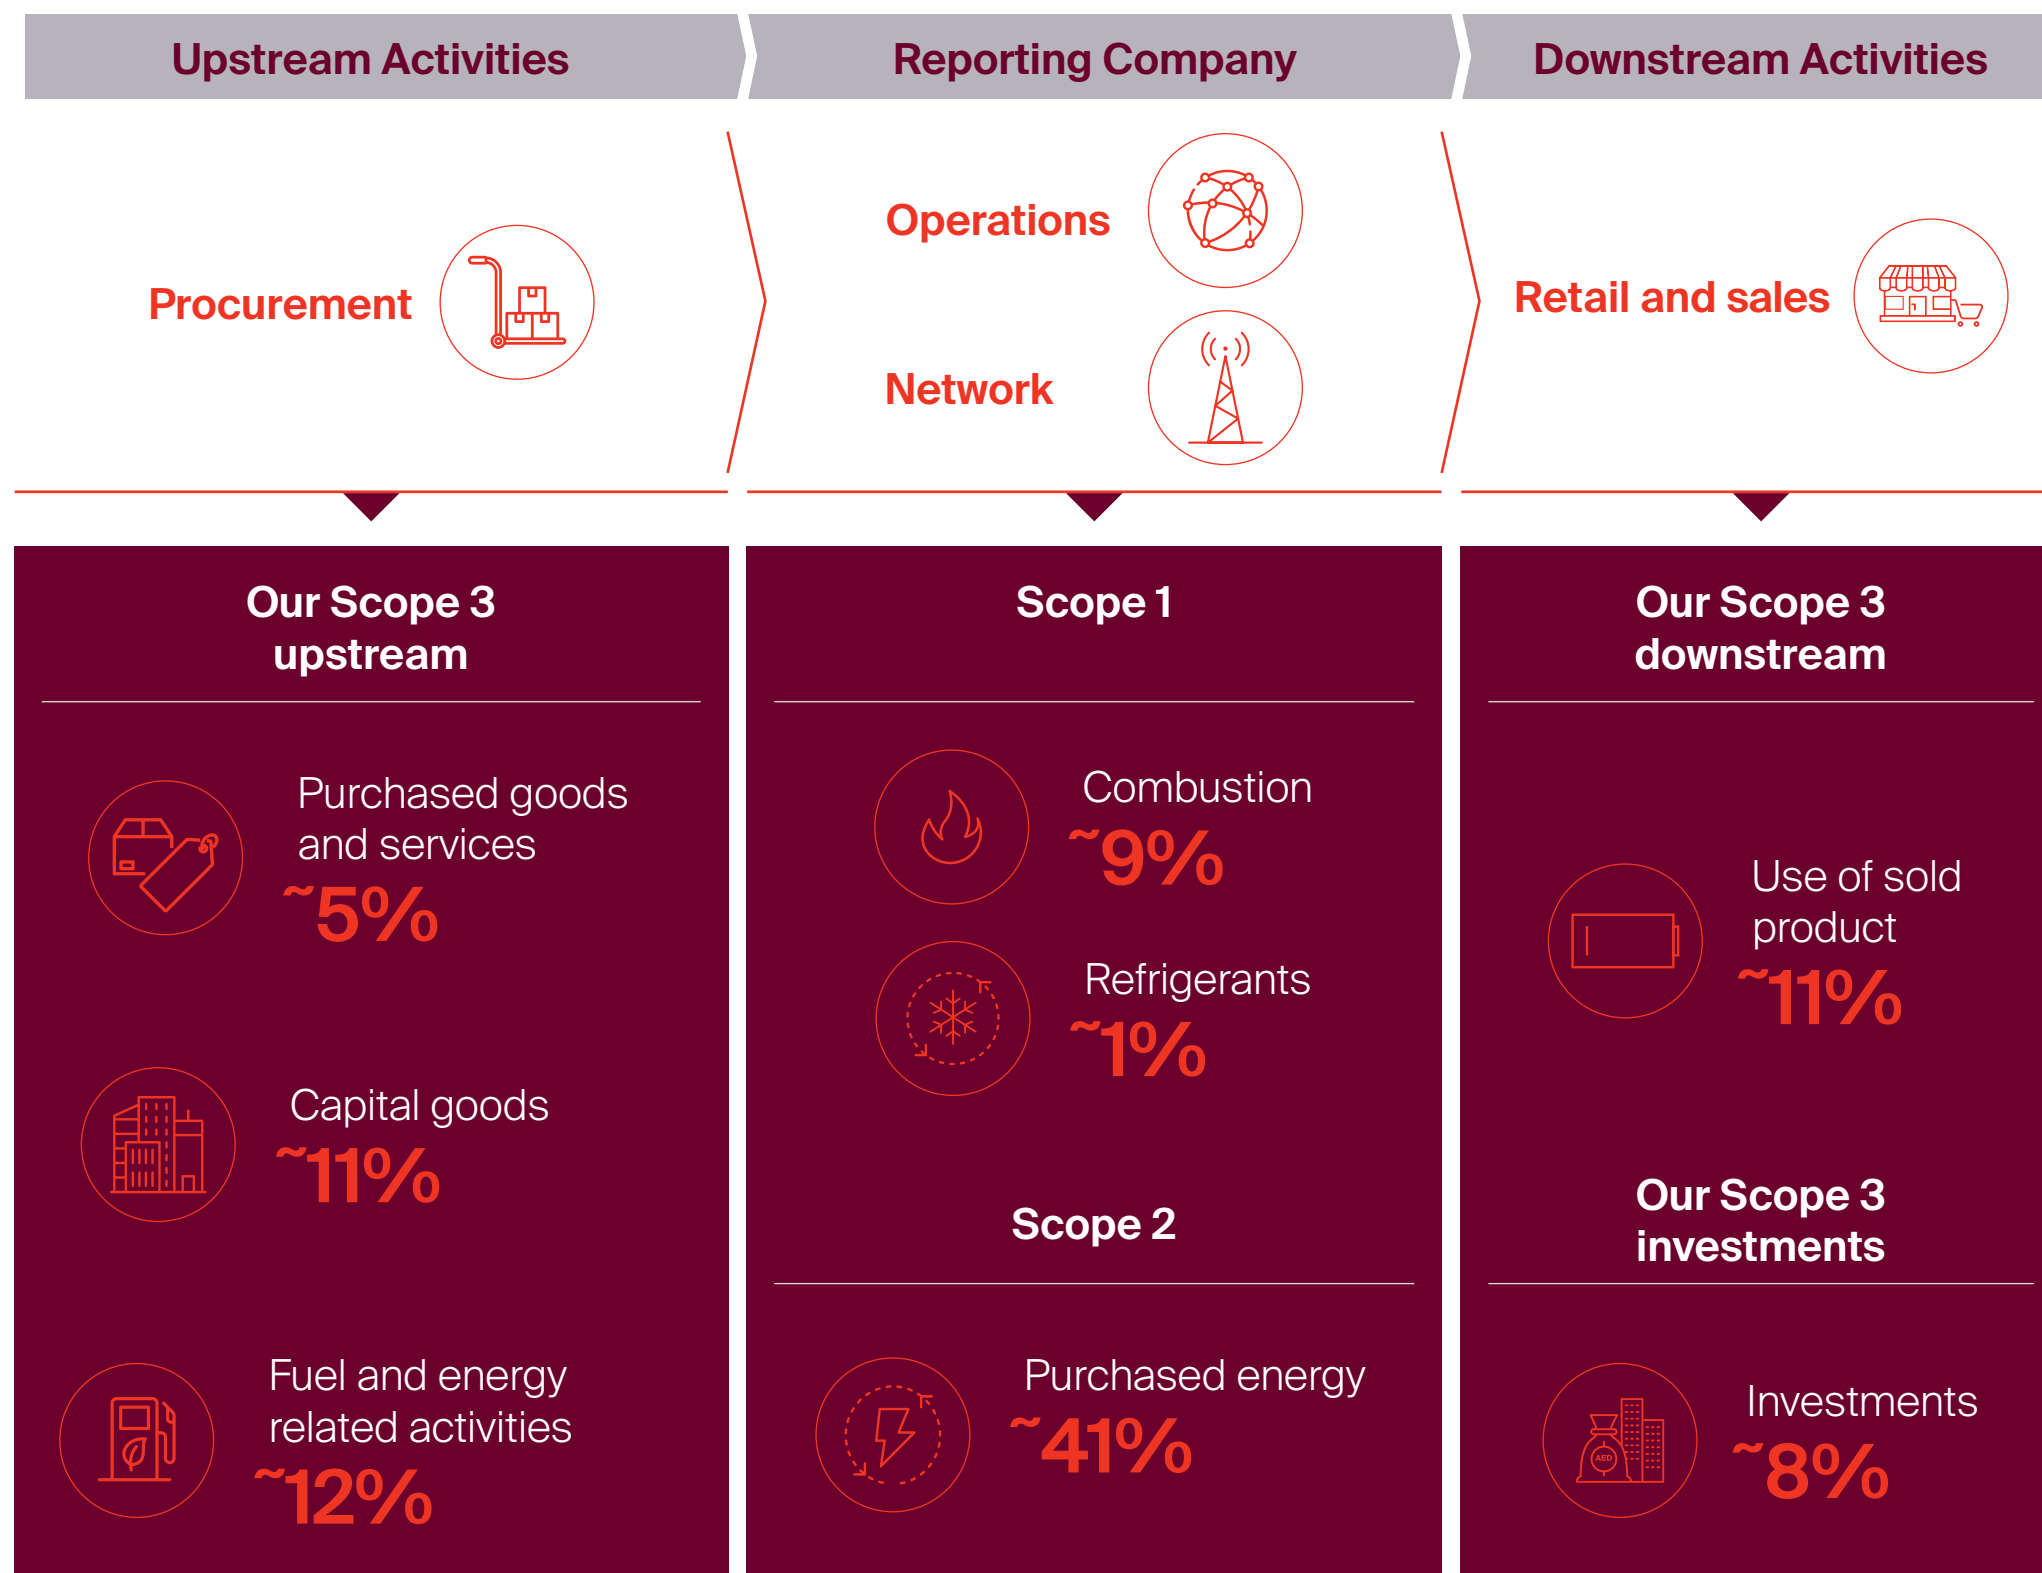 Upstream Activities
Reporting Company
Downstream Activities
Procurement
Operations
Network
Retail and sales
Our Scope 3
upstream
Purchased goods
and services
~5%
Capital goods
~11%
Fuel and energy
related activities
~12%
Scope 1
Combustion
~9%
Refrigerants
~1%
Scope 2
Purchased energy
~41%
Our Scope 3
downstream
Use of sold
product
~11%
Our Scope 3
investments
AED
Investments
~8%